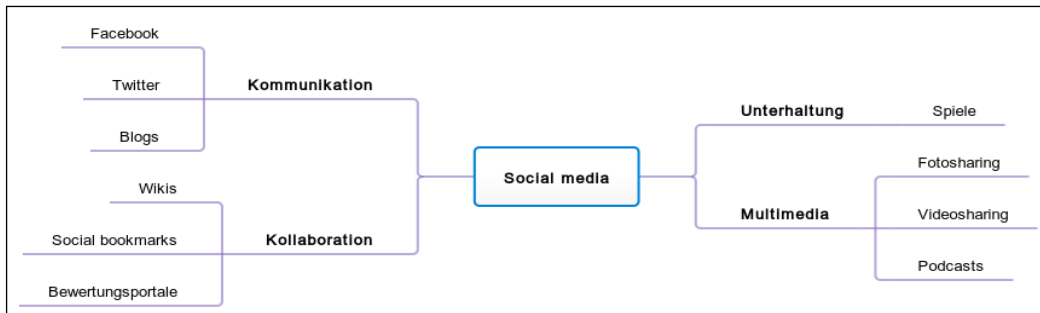 Facebook
Twitter
Kommunikation
Blogs
Wikis
Social bookmarks
Kollaboration
Bewertungsportale
Social media
Unterhaltung
Spiele
Fotosharing
Multimedia
Videosharing
Podcasts